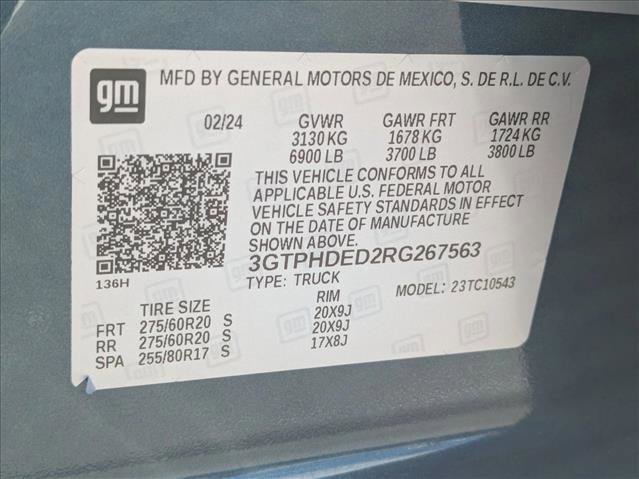 gm
MFD BY GENERAL MOTORS DE MEXICO, S. DE R.L. DE C.V.
02/24 GVWR GAWR FRT GAWR RR
3130 KG 1678 KG 1724 KG
6900 LB 3700 LB 3800 LB
THIS VEHICLE CONFORMS TO ALL
APPLICABLE U.S. FEDERAL MOTOR
VEHICLE SAFETY STANDARDS IN EFFECT
ON THE DATE OF MANUFACTURE
SHOWN ABOVE.
3GTPHDED2RG267563
136H
TYPE: TRUCK MODEL: 23TC10543
TIRE SIZE RIM
FRT 275/60R20 S 20X9J
RR 275/60R20 S 20X9J
SPA 255/80R17 S 17X8J